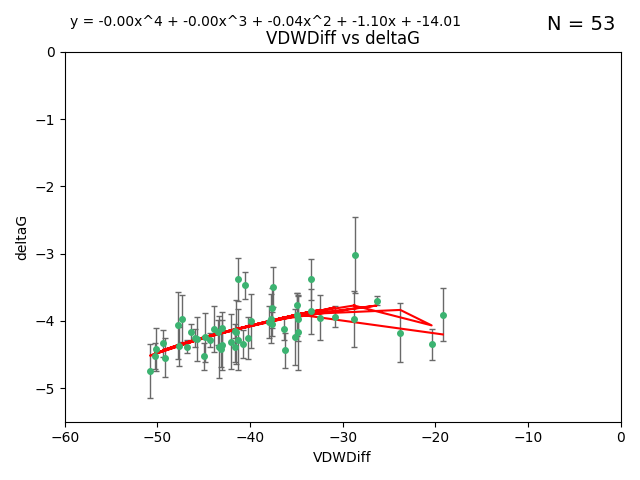 y = -0.00x^4 + -0.00x^3 + -0.04x^2 + -1.10x + -14.01
N = 53
VDWDiff vs deltaG
0
−1
−2
−3
−4
−5
deltaG
−60 −50 −40 −30 −20 −10 0
VDWDiff